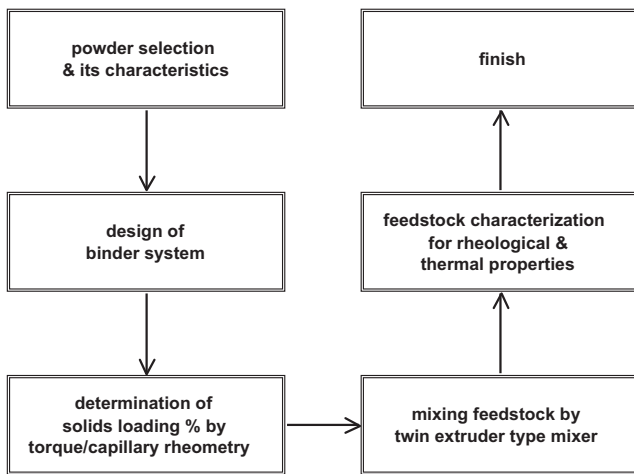 powder selection
& its characteristics
design of
binder system
determination of
solids loading % by
torque/capillary rheometry
mixing feedstock by
twin extruder type mixer
feedstock characterization
for rheological &
thermal properties
finish